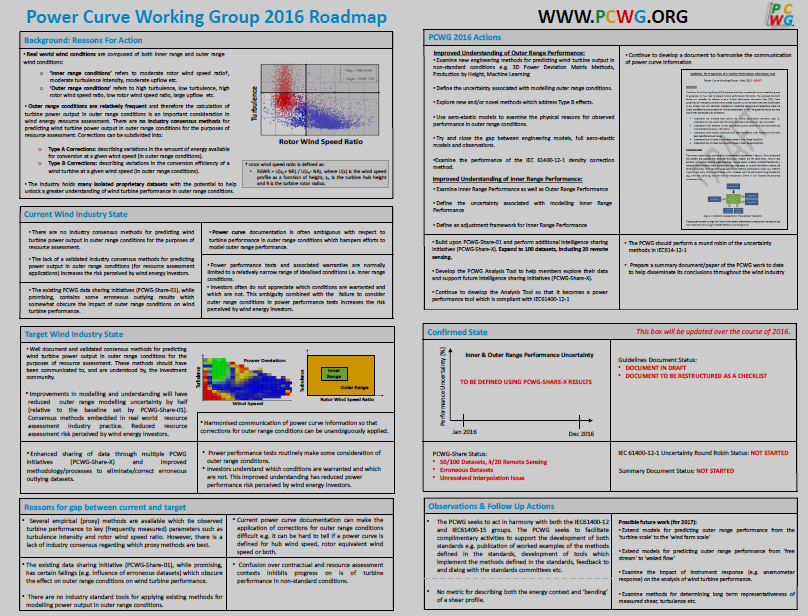 Power Curve Working Group 2016 Roadmap
WWW.PCWG.ORG
PC
WG
Background: Reasons For Action
• Real world wind conditions are composed of both inner range and outer range
wind conditions:
o 'Inner range conditions' refers to moderate rotor wind speed ratio†,
moderate turbulence intensity, moderate upflow etc.
o 'Outer range conditions' reften to high turbulence, low turbulence, high
rotor wind speed ratio, low rotor wind speed ratio, large upflow etc.
• Outer range conditions are relatively frequent and therefore the calculation of
turbine power output in outer range conditions is an important consideration in
wind energy resource assessment. There are no industry consensus methods for
predicting wind turbine power output in outer range conditions for the purposes of
resource assessment. Corrections can be subdivided into:
o Type A Corrections: describing variations in the amount of energy available
for conversion at a given wind speed (in outer range conditions).
o Type B Corrections: describing variations in the conversion efficiency of a
wind turbine at a given wind speed (in outer range conditions).
• The industry holds many isolated proprietary datasets with the potential to help
unlock a greater understanding of wind turbine performance in outer range conditions.
Turbulence
Rotor Wind Speed Ratio
† rotor wind speed ratio is defined as:
is the wind speed
profile as a function of height, is the turbine hub height
and R is the turbine rotor radius.
Current Wind Industry State
• There are no industry consensus methods for predicting wind
turbine power output in outer range conditions for the purposes of
resource assessment.
• The lack of a validated industry consensus methods for predicting
power output in outer range conditions (for resource assessment
applications) increases the risk perceived by wind energy investors.
• The existing PCWG data sharing initiatives (PCWG-Share-01), while
promising, contains some erroneous outlying results which
somewhat obscure the impact of outer range conditions on wind
turbine performance.
• Power curve documentation is often ambiguous with respect to
turbine performance in outer range conditions which hampers efforts to
model outer range performance.
• Power performance tests and associated warrants are normally
limited to a relatively narrow range of idealised conditions i.e. inner range
conditions.
• Investors often do not appreciate which conditions are warranted and
which are not. This ambiguity combined with the failure to consider
outer range conditions in power performance tests increases the risk
perceived by wind energy investors.
Target Wind Industry State
• Well document and validated consensus methods for predicting
wind turbine power output in outer range conditions for the
purposes of resource assessment. These methods should have
been communicated to, and are understood by, the investment
community.
• Improvements in modelling and understanding will have
reduced outer range modelling uncertainty by half
(relative to the baseline set by PCWG-Share-01).
Consensus methods embedded in real world resource
assessment industry practice. Reduced resource
assessment risk perceived by wind energy investors.
Power Deviation
Turbulence
Wind Speed
Turbulence
Inner
Range
Outer Range
Rotor Wind Speed Ratio
• Harmonised communication of power curve information so that
corrections for outer range conditions can be unambiguously applied.
• Enhanced sharing of data through multiple PCWG
initiatives (PCWG-Share-X) and improved
methodology/processes to eliminate/correct erroneous
outlying datasets.
• Power performance tests routinely make some consideration of
outer range conditions.
• Investors understand which conditions are warranted and which
are not. This improved understanding has reduced power
performance risk perceived by wind energy investors.
Reasons for gap between current and target
• Several empirical (proxy) methods are available which tie observed
turbine performance to key (frequently measured) parameters such as
turbulence intensity and rotor wind speed ratio. However, there is a
lack of industry consensus regarding which proxy methods are best.
• The existing data sharing initiative (PCWG-Share-01), while promising,
has certain failings (e.g. influence of erroneous datasets) which obscure
the effect on outer range conditions on wind turbine performance.
• There are no industry standard tools for applying existing methods for
modelling power output in outer range conditions.
• Current power curve documentation can make the
application of corrections for outer range conditions
difficult e.g. it can be hard to tell if a power curve is
defined for hub wind speed, rotor equivalent wind
speed or both.
• Confusion over contractual and resource assessment
contexts inhibits progress on is of turbine
performance in non-standard conditions.
PCWG 2016 Actions
Improved Understanding of Outer Range Performance:
• Examine new engineering methods for predicting wind turbine output in
non-standard conditions e.g. 3D Power Deviation Matrix Methods,
Production by Height, Machine Learning
• Define the uncertainty associated with modelling outer range conditions.
• Explore new and/or novel methods which address Type B effects.
• Use aero-elastic models to examine the physical reasons for observed
performance in outer range conditions.
• Try and close the gap between engineering models, full aero-elastic
models and observations.
•Examine the performance of the IEC 61400-12-1 density correction
method.
Improved Understanding of Inner Range Performance:
• Examine Inner Range Performance as well as Outer Range Performance
• Define the uncertainty associated with modelling Inner Range
Performance
• Define an adjustment framework for Inner Range Performance
• Continue to develop a document to harmonise the communication
of power curve information
• Build upon PCWG-Share-01 and perform additional intelligence sharing
initiatives (PCWG-Share-X). Expand to 100 datasets, including 20 remote
sensing.
• Develop the PCWG Analysis Tool to help members explore their data
and support future intelligence sharing initiatives (PCWG-Share-X).
• Continue to develop the Analysis Tool so that it becomes a power
performance tool which is compliant with IEC61400-12-1
• The PCWG should perform a round robin of the uncertainty
methods in IEC614-12-1
• Prepare a summary document/paper of the PCWG work to date
to help disseminate its conclusions throughout the wind industry
Confirmed State
This box will be updated over the course of 2016.
Performance Uncertainty [%]
Inner & Outer Range Performance Uncertainty
TO BE DEFINED USING PCWG-SHARE-X RESULTS
Jan 2016
Dec 2016
Guidelines Document Status:
• DOCUMENT IN DRAFT
• DOCUMENT TO BE RESTRUCTURED AS A CHECKLIST
PCWG-Share Status:
• 50/100 Datasets, 4/20 Remote Sensing
• Erroneous Datasets
• Unresolved Interpolation Issue
IEC 61400-12-1 Uncertainty Round Robin Status: NOT STARTED
Summary Document Status: NOT STARTED
Observations & Follow Up Actions
• The PCWG seeks to act in harmony with both the IEC61400-12
and IEC61400-15 groups. The PCWG seeks to facilitate
complimentary activities to support the development of both
standards e.g. publication of worked examples of the methods
defined in the standards, development of tools which
implement the methods defined in the standards, feedback to
and dialog with the standards committees etc.
• No metric for describing both the energy context and 'bending'
of a shear profile.
Possible future work (for 2017):
• Extend models for predicting outer range performance from the
'turbine scale' to the 'wind farm scale'
• Extend models for predicting outer range performance from 'free
stream' to 'waked flow'
• Examine the impact of instrument response (e.g. anemometer
response) on the analysis of wind turbine performance.
• Examine methods for determining long term representativeness of
measured shear, turbulence etc.